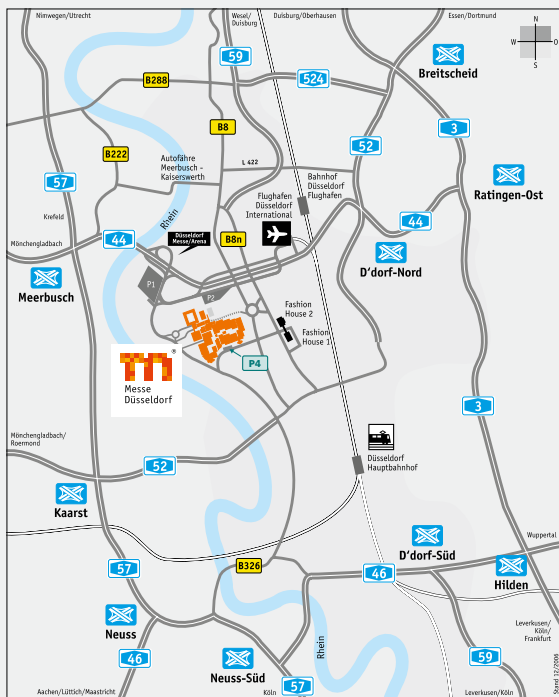 Nimwegen/Utrecht
Wesel/
Duisburg
Duisburg/Oberhausen
Essen/Dortmund
N
W
O
S
59
Breitscheid
524
B288
B8
3
52
B222
Autofähre
Meerbusch -
Kaiserswerth
L 422
Bahnhof
Düsseldorf
Flughafen
57
Ratingen-Ost
Flughafen
Düsseldorf
International
Krefeld
Rhein
44
Mönchengladbach
44
Düsseldorf
Messe/Arena
B8n
D'dorf-Nord
Meerbusch
P1
P2
Fashion
House 2
Fashion
House 1
P4
®
Messe
Düsseldorf
3
Mönchengladbach/
Roermond
52
Düsseldorf
Hauptbahnhof
Kaarst
Wuppertal
D'dorf-Süd
57
B326
46
Hilden
Neuss
Leverkusen/
Köln/
Frankfurt
Rhein
46
Neuss-Süd
59
57
Aachen/Lüttich/Maastricht
Köln
Leverkusen/Köln
Stand 12/2006